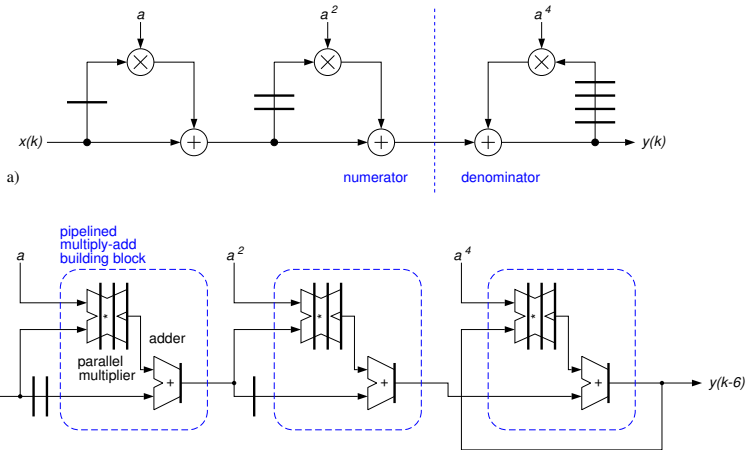 a a² a⁴
x(k) + + + y(k)
a) numerator denominator
pipelined
multiply-add
building block
a a² a⁴
* * *
adder
parallel
multiplier
+ + +
y(k-6)